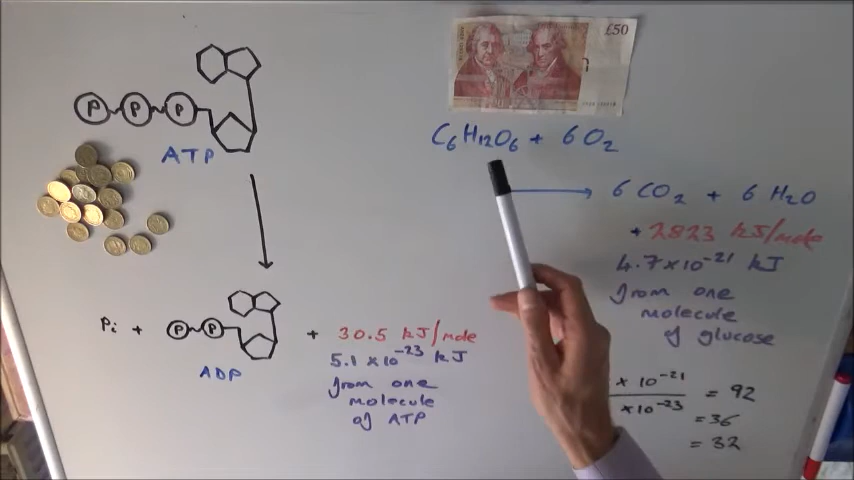 P P P
ATP
Pi + P P + 30.5 kJ/mole
5.1 x 10-23 kJ
from one
molecule
of ATP
ADP
£50
C6H12O6 + 6O2
6CO2 + 6H2O
+ 2823 kJ/mole
4.7 x 10-21 kJ
from one
molecule
of glucose
x 10-21
x 10-23
= 92
= 36
= 32